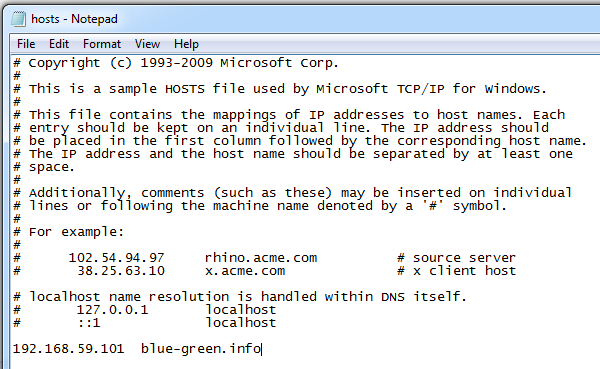 hosts - Notepad
File Edit Format View Help
# Copyright (c) 1993-2009 Microsoft Corp.
#
# This is a sample HOSTS file used by Microsoft TCP/IP for Windows.
#
# This file contains the mappings of IP addresses to host names. Each
# entry should be kept on an individual line. The IP address should
# be placed in the first column followed by the corresponding host name.
# The IP address and the host name should be separated by at least one
# space.
#
# Additionally, comments (such as these) may be inserted on individual
# lines or following the machine name denoted by a '#' symbol.
#
# For example:
#
#      102.54.94.97     rhino.acme.com          # source server
#       38.25.63.10     x.acme.com              # x client host

# localhost name resolution is handled within DNS itself.
#       127.0.0.1       localhost
#       ::1             localhost

192.168.59.101  blue-green.info